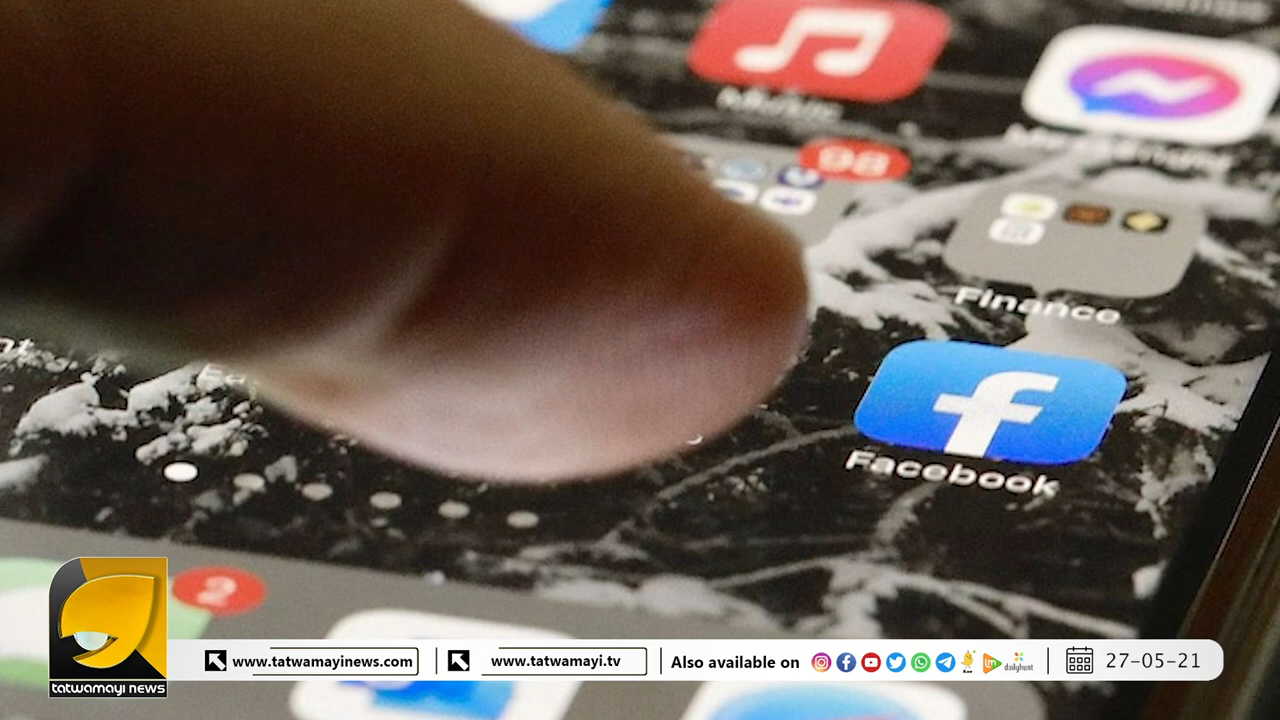 98
Finance
Facebook
2
tatwamayi news
www.tatwamayinews.com
www.tatwamayi.tv
Also available on
dailyhunt
27-05-21